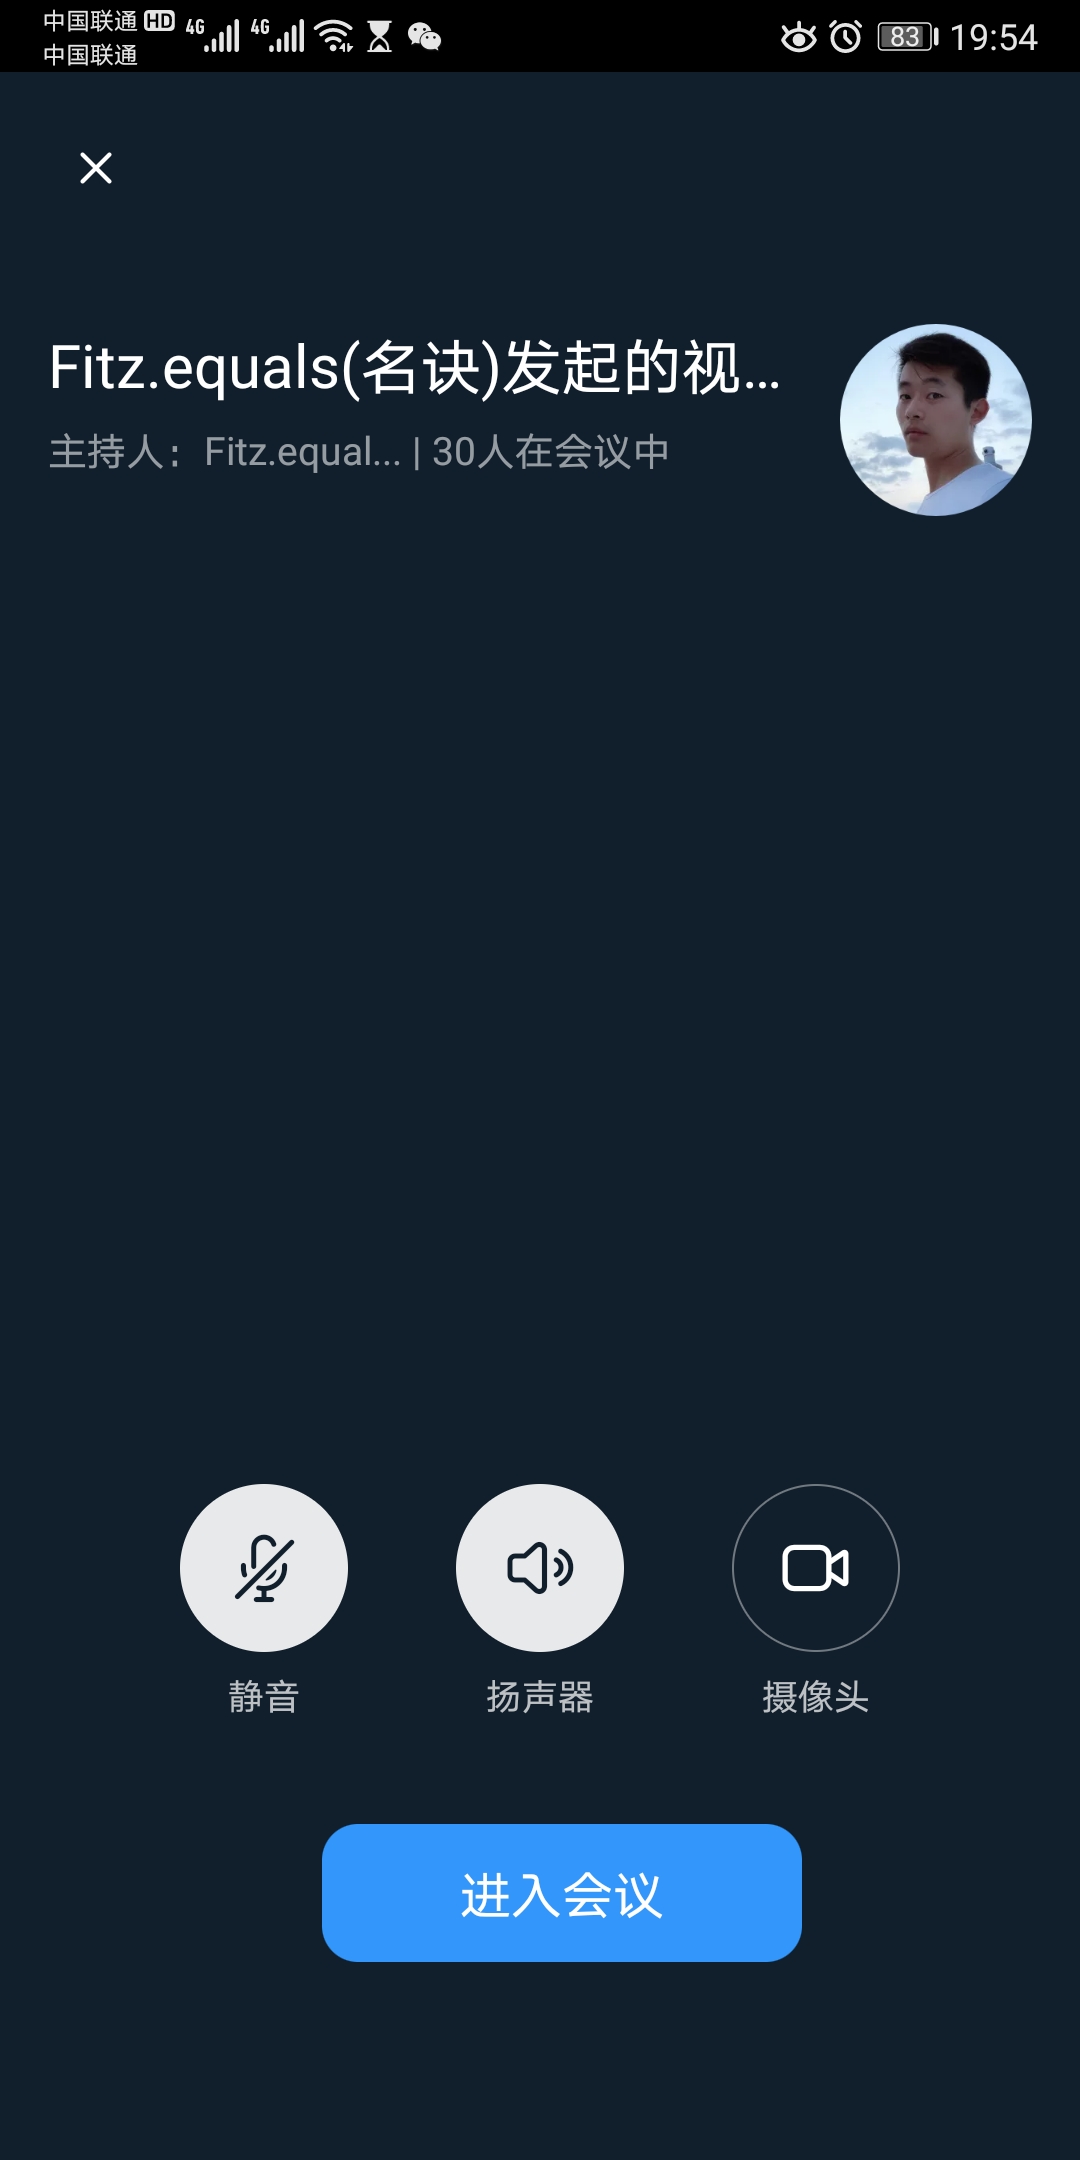 中国联通 HD 4G 4G 83 19:54
中国联通
Fitz.equals(名诀)发起的视...
主持人：Fitz.equal... | 30人在会议中
静音 扬声器 摄像头
进入会议